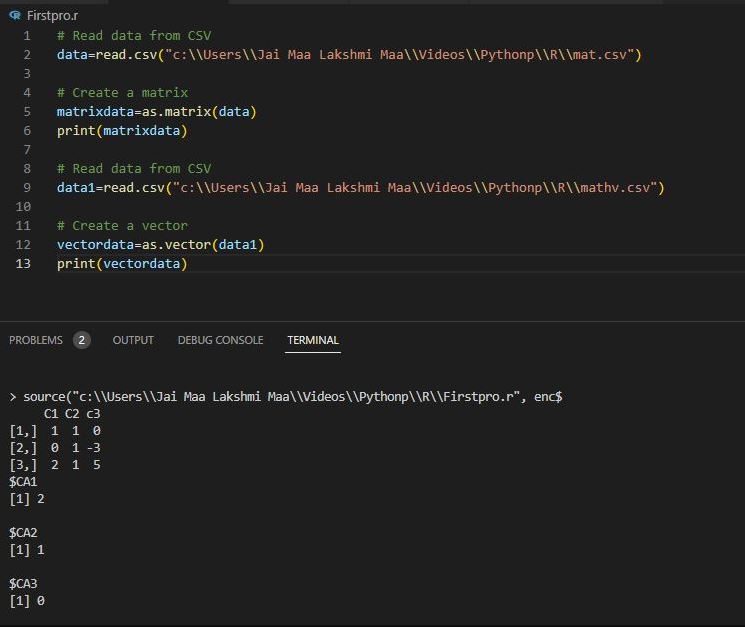 Firstpro.r
1 # Read data from CSV
2 data=read.csv("c:\\Users\\Jai Maa Lakshmi Maa\\Videos\\Pythonp\\R\\mat.csv")
3
4 # Create a matrix
5 matrixdata=as.matrix(data)
6 print(matrixdata)
7
8 # Read data from CSV
9 data1=read.csv("c:\\Users\\Jai Maa Lakshmi Maa\\Videos\\Pythonp\\R\\mathv.csv")
10
11 # Create a vector
12 vectordata=as.vector(data1)
13 print(vectordata)
PROBLEMS 2 OUTPUT DEBUG CONSOLE TERMINAL
> source("c:\\Users\\Jai Maa Lakshmi Maa\\Videos\\Pythonp\\R\\Firstpro.r", enc$
C1 C2 c3
[1,] 1 1 0
[2,] 0 1 -3
[3,] 2 1 5
$CA1
[1] 2
$CA2
[1] 1
$CA3
[1] 0